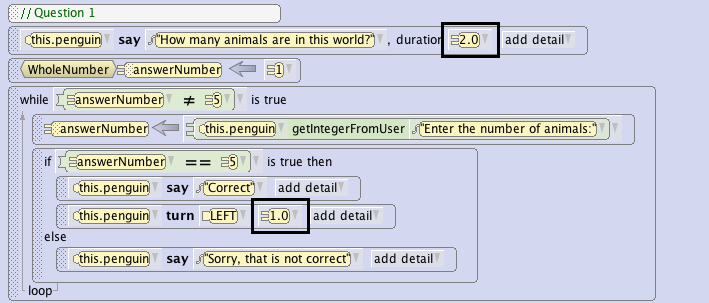 // Question 1
this.penguin say "How many animals are in this world?" , duration 2.0 add detail
WholeNumber answerNumber 1
while answerNumber ≠ 5 is true
answerNumber this.penguin getIntegerFromUser "Enter the number of animals:"
if answerNumber == 5 is true then
this.penguin say "Correct" add detail
this.penguin turn LEFT 1.0 add detail
else
this.penguin say "Sorry, that is not correct" add detail
loop